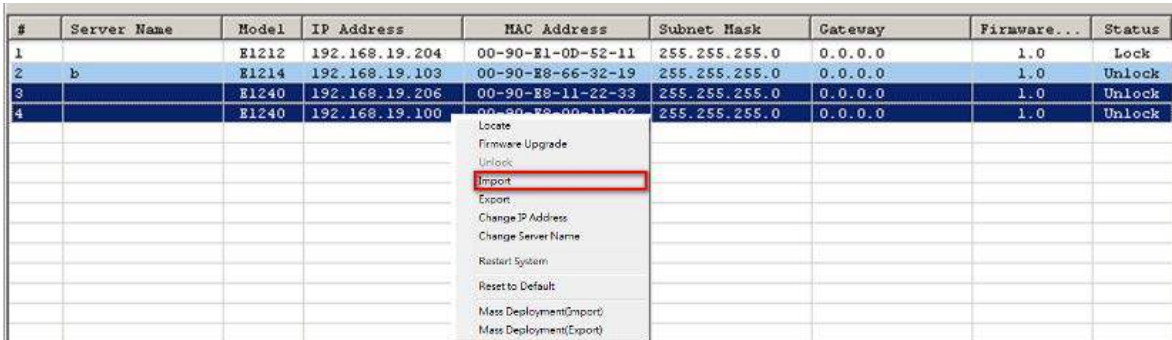 # Server Name Model IP Address MAC Address Subnet Mask Gateway Firmware... Status
1 E1212 192.168.19.204 00-90-E1-0D-52-11 255.255.255.0 0.0.0.0 1.0 Lock
2 b E1214 192.168.19.103 00-90-E8-66-32-19 255.255.255.0 0.0.0.0 1.0 Unlock
3 E1240 192.168.19.206 00-90-E8-11-22-33 255.255.255.0 0.0.0.0 1.0 Unlock
4 E1240 192.168.19.100 255.255.255.0 0.0.0.0 1.0 Unlock
Locate
Firmware Upgrade
Unlock
Import
Export
Change IP Address
Change Server Name
Restart System
Reset to Default
Mass Deployment(Import)
Mass Deployment(Export)